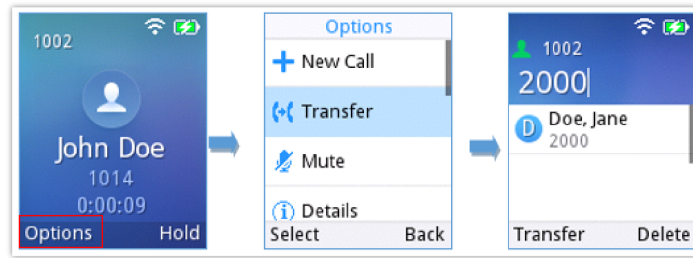 1002
John Doe
1014
0:00:09
Options
Hold
Options
New Call
Transfer
Mute
Details
Select
Back
1002
2000
D
Doe, Jane
2000
Transfer
Delete